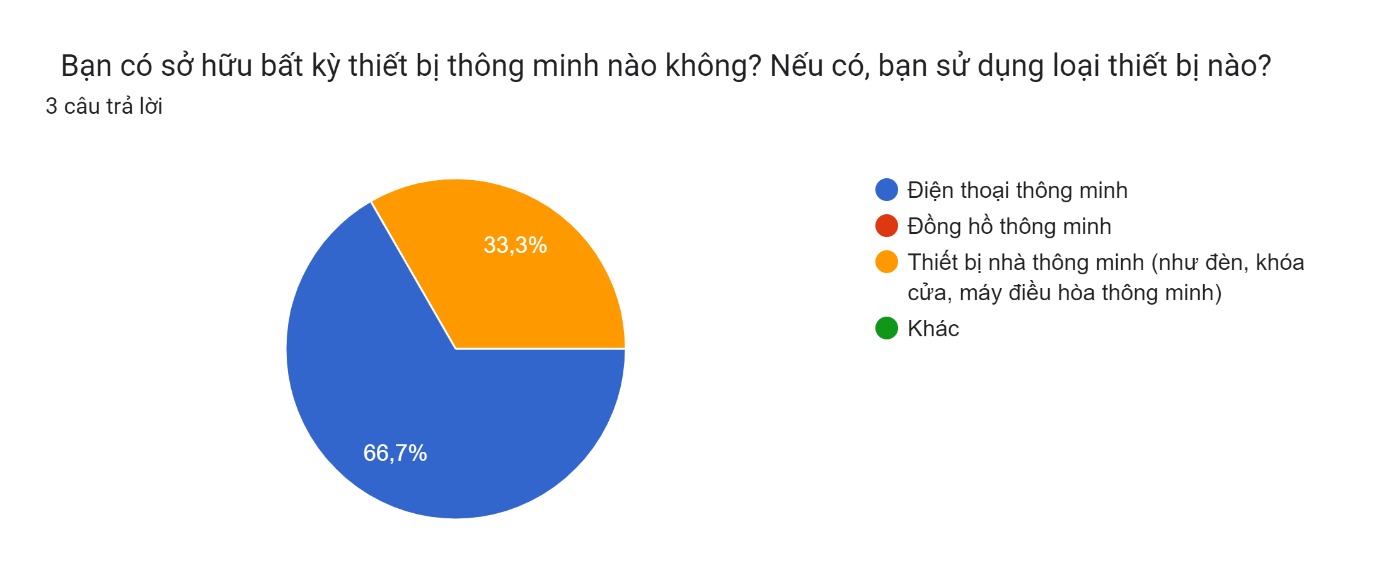 Bạn có sở hữu bất kỳ thiết bị thông minh nào không? Nếu có, bạn sử dụng loại thiết bị nào?
3 câu trả lời
33,3%
66,7%
Điện thoại thông minh
Đồng hồ thông minh
Thiết bị nhà thông minh (như đèn, khóa
cửa, máy điều hòa thông minh)
Khác